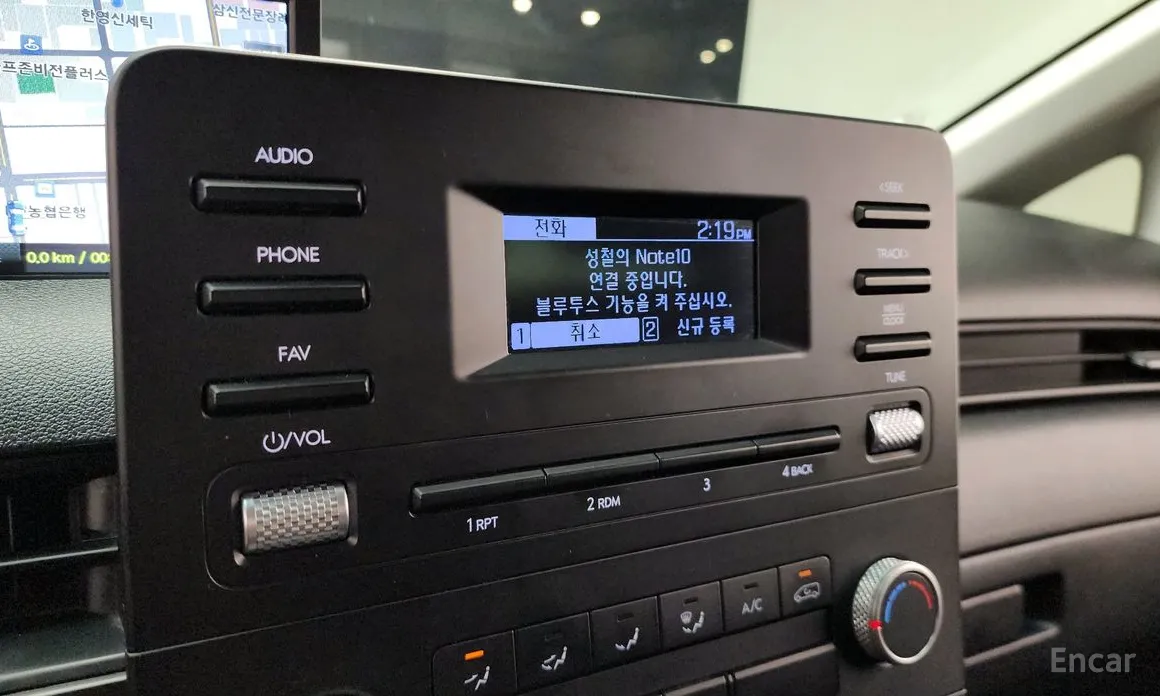 한영신세틱
삼신전문장례
프존비전플러스
농협은행
0.0 km / 00:
AUDIO
PHONE
FAV
/VOL
전화 2:19PM
성철의 Note10
연결 중입니다.
블루투스 기능을 켜 주십시오.
1 취소 2 신규 등록
<SEEK
TRACK>
MENU
CLOCK
TUNE
1 RPT
2 RDM
3
4 BACK
A/C
Encar